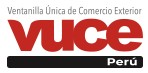 Ventanilla Única de Comercio Exterior
vuce
Perú